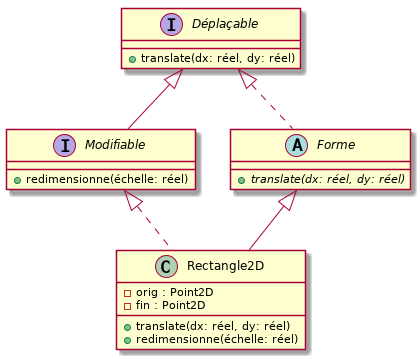 I Déplaçable
translate(dx: réel, dy: réel)
I Modifiable
redimensionne(échelle: réel)
A Forme
translate(dx: réel, dy: réel)
C Rectangle2D
orig : Point2D
fin : Point2D
translate(dx: réel, dy: réel)
redimensionne(échelle: réel)